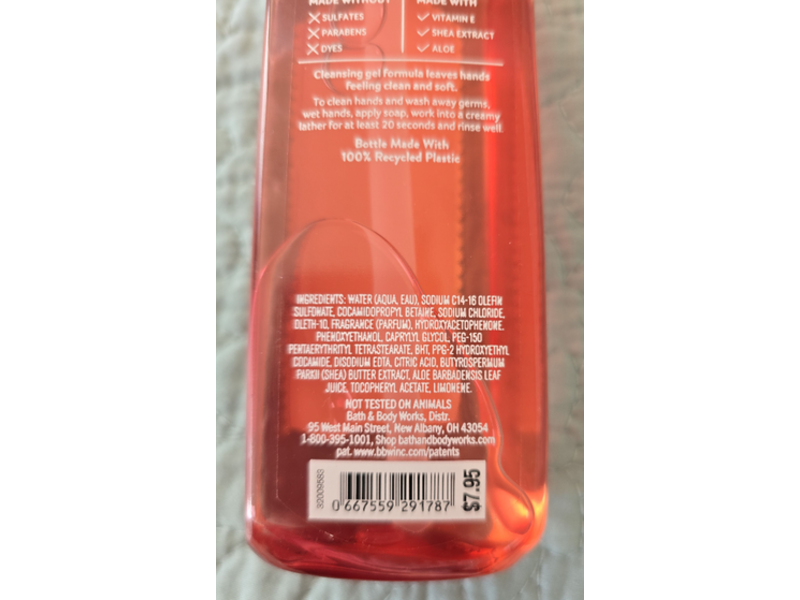 MADE WITHOUT MADE WITH
SULFATES VITAMIN E
PARABENS SHEA EXTRACT
DYES ALOE
Cleansing gel formula leaves hands
feeling clean and soft.
To clean hands and wash away germs,
wet hands, apply soap, work into a creamy
lather for at least 20 seconds and rinse well.
Bottle Made With
100% Recycled Plastic
INGREDIENTS: WATER (AQUA, EAU), SODIUM C14-16 OLEFIN
SULFONATE, COCAMIDOPROPYL BETAINE, SODIUM CHLORIDE,
OLETH-10, FRAGRANCE (PARFUM), HYDROXYACETOPHENONE,
PHENOXYETHANOL, CAPRYLYL GLYCOL, PEG-150
PENTAERYTHRITYL TETRASTEARATE, BHT, PPG-2 HYDROXYETHYL
COCAMIDE, DISODIUM EDTA, CITRIC ACID, BUTYROSPERMUM
PARKII (SHEA) BUTTER EXTRACT, ALOE BARBADENSIS LEAF
JUICE, TOCOPHERYL ACETATE, LIMONENE.
NOT TESTED ON ANIMALS
Bath & Body Works, Distr.
95 West Main Street, New Albany, OH 43054
1-800-395-1001, Shop bathandbodyworks.com
pat. www.bbwinc.com/patents
0 667559 291787
$7.95